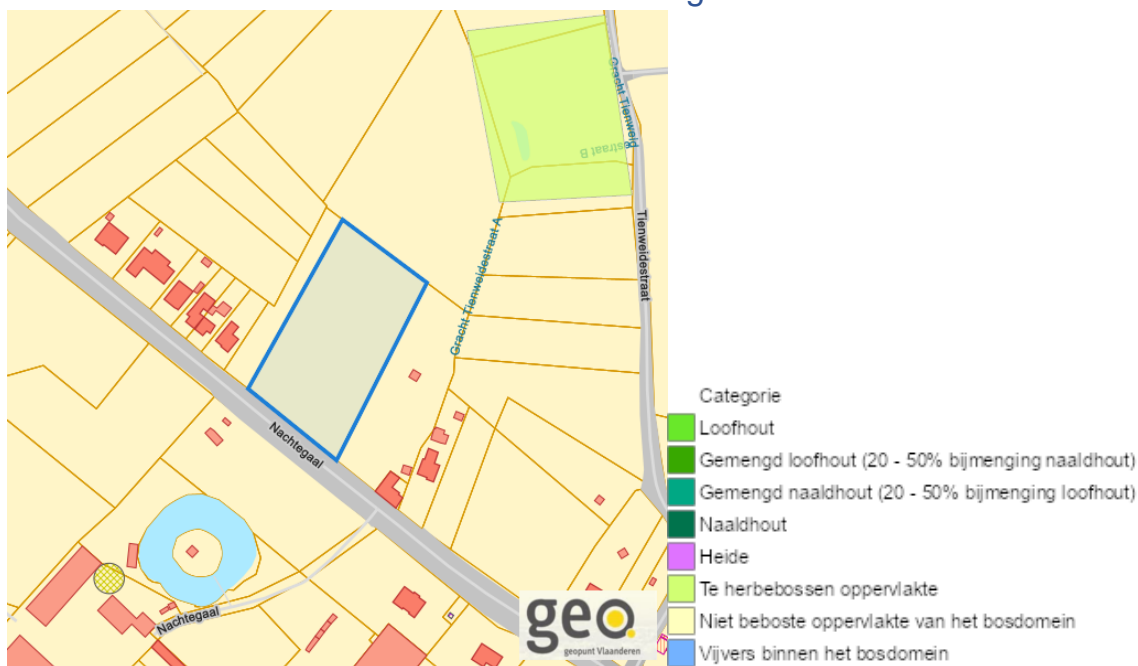 g
Gracht Tienweid
estraat B
Gracht Tienweidestraat A
Tienweidestraat
Nachtegaal
Nachtegaal
geo
geopunt Vlaanderen
Categorie
Loofhout
Gemengd loofhout (20 - 50% bijmenging naaldhout)
Gemengd naaldhout (20 - 50% bijmenging loofhout)
Naaldhout
Heide
Te herbebossen oppervlakte
Niet beboste oppervlakte van het bosdomein
Vijvers binnen het bosdomein